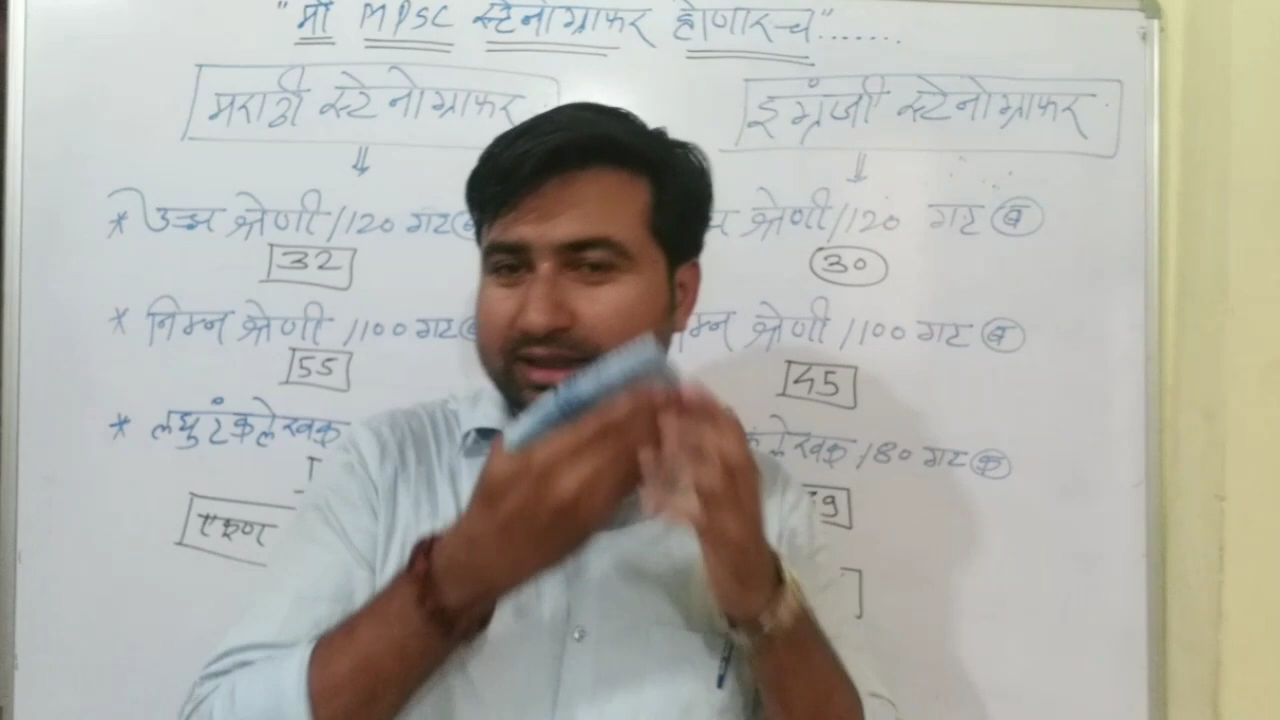 "मी MPSC स्टेनोग्राफर होणारच".......
मराठी स्टेनोग्राफर
इंग्रजी स्टेनोग्राफर
* उच्च श्रेणी/120 गट
श्रेणी/120 गट (ब)
32
30
* निम्न श्रेणी /100 गट
म्न श्रेणी /100 गट (ब)
55
45
* लघुटंकलेखक
लेखक /80 गट (क)
9
एकूण